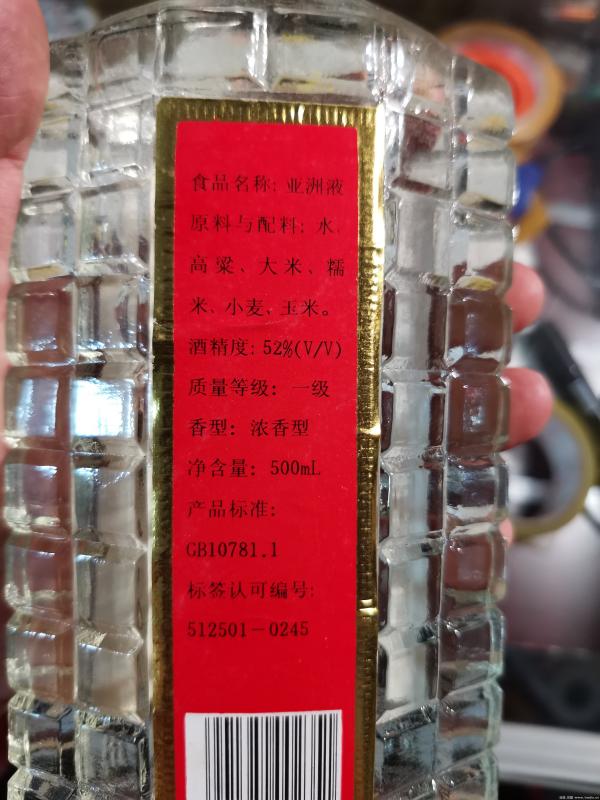 食品名称: 亚洲液
原料与配料: 水、
高粱、大米、糯
米、小麦、玉米。
酒精度: 52%(V/V)
质量等级: 一级
香型: 浓香型
净含量: 500mL
产品标准:
GB10781.1
标签认可编号:
512501-0245